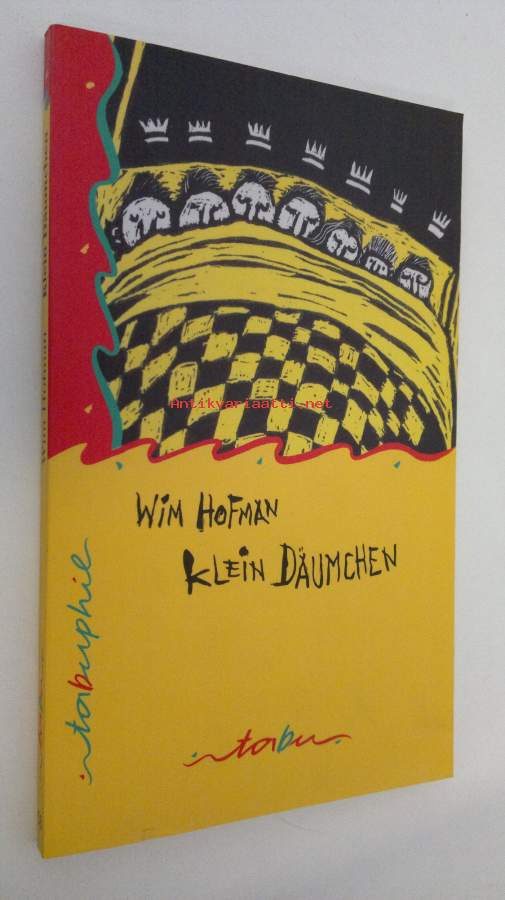 Antikvariaatti.net
WIM HOFMAN
KLEIN DÄUMCHEN
tabuphil
tabu